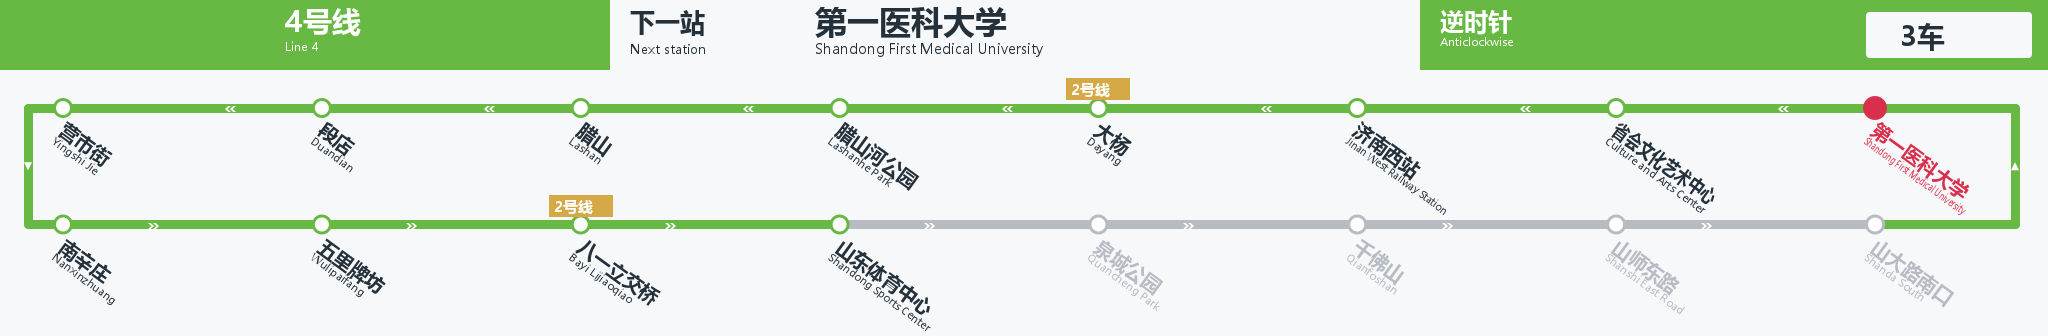 4号线
Line 4
下一站
Next station
第一医科大学
Shandong First Medical University
逆时针
Anticlockwise
3车
2号线
营市街
Yingshi Jie
段店
Duandian
腊山
Lashan
腊山河公园
Lashanhe Park
大杨
Dayang
济南西站
Jinan West Railway Station
省会文化艺术中心
Culture and Arts Center
第一医科大学
Shandong First Medical University
2号线
南辛庄
Nanxinzhuang
五里牌坊
Wulipaifang
八一立交桥
Bayi Lijiaoqiao
山东体育中心
Shandong Sports Center
泉城公园
Quancheng Park
千佛山
Qianfoshan
山师东路
Shanshi East Road
山大路南口
Shanda South